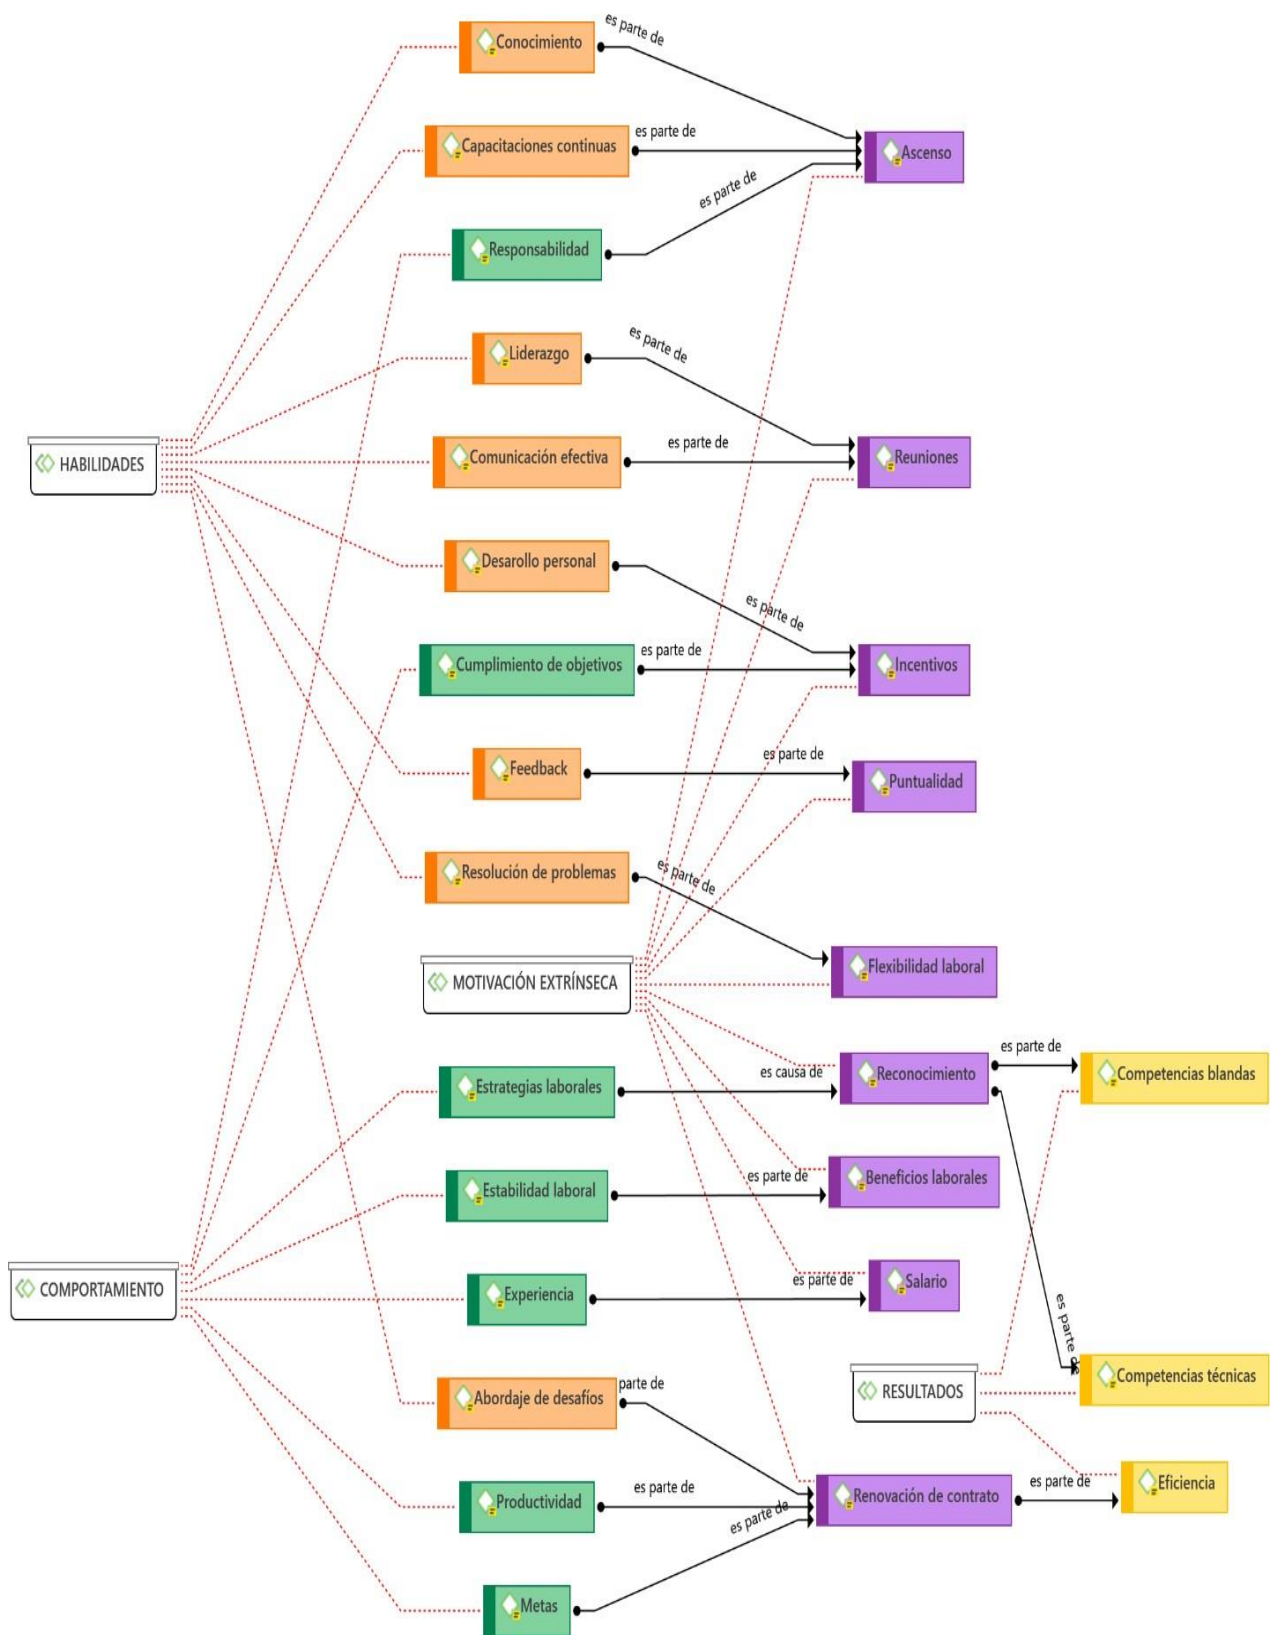 Conocimiento
es parte de
Capacitaciones continuas
es parte de
Ascenso
Responsabilidad
es parte de
Liderazgo
es parte de
HABILIDADES
Comunicación efectiva
es parte de
Reuniones
Desarollo personal
es parte de
Cumplimiento de objetivos
es parte de
Incentivos
Feedback
es parte de
Puntualidad
Resolución de problemas
es parte de
Flexibilidad laboral
MOTIVACIÓN EXTRÍNSECA
Estrategias laborales
es causa de
Reconocimiento
es parte de
Competencias blandas
Estabilidad laboral
es parte de
Beneficios laborales
COMPORTAMIENTO
Experiencia
es parte de
Salario
es parte de
Abordaje de desafíos
parte de
RESULTADOS
Competencias técnicas
Productividad
es parte de
Renovación de contrato
es parte de
Eficiencia
es parte de
Metas